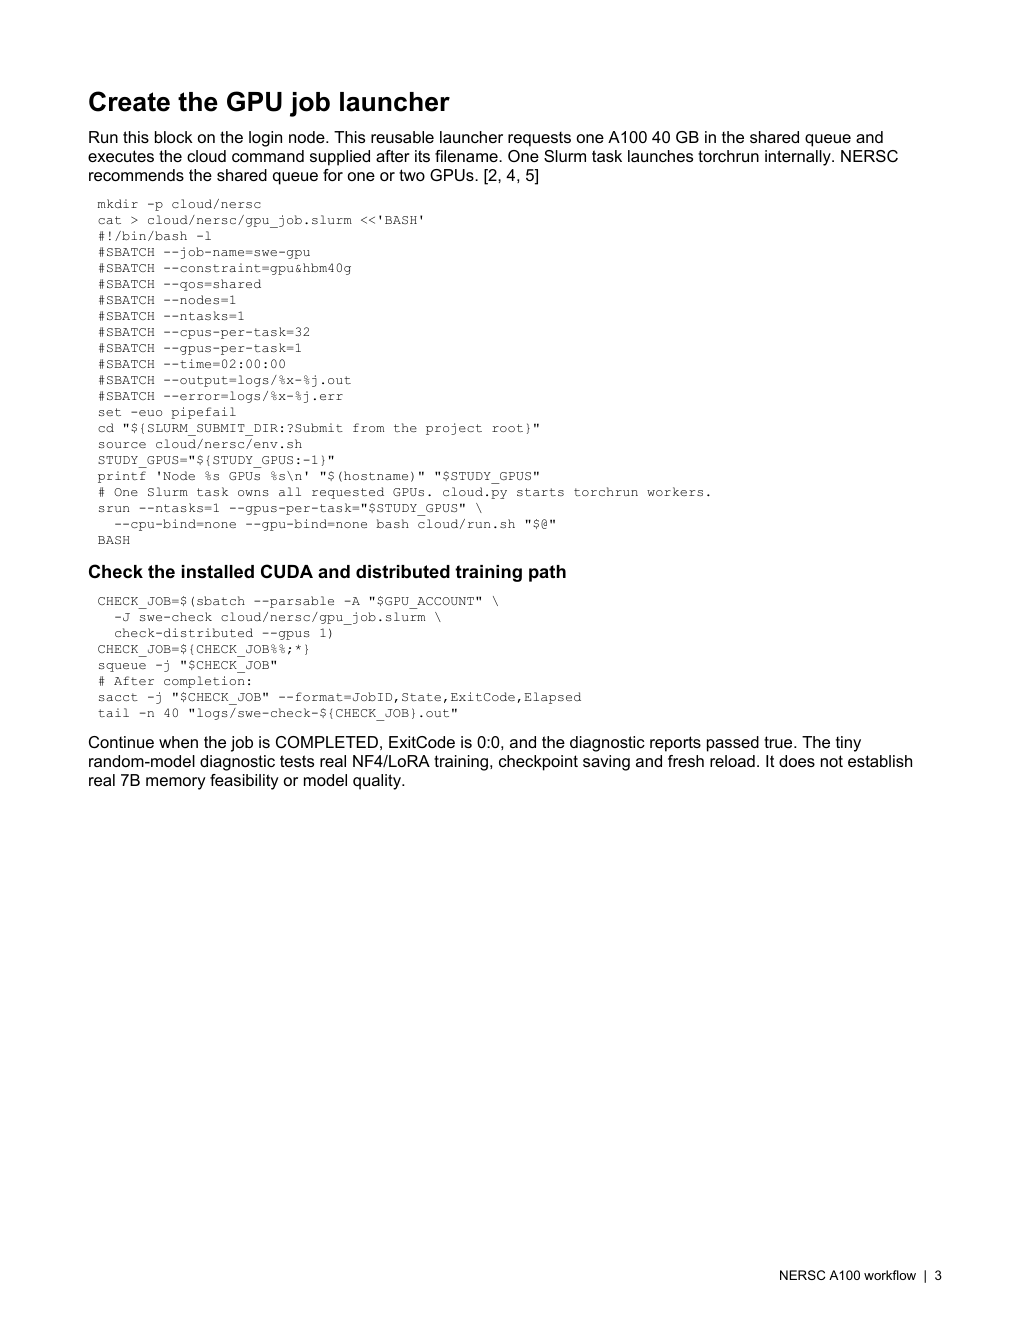 Create the GPU job launcher
Run this block on the login node. This reusable launcher requests one A100 40 GB in the shared queue and
executes the cloud command supplied after its filename. One Slurm task launches torchrun internally. NERSC
recommends the shared queue for one or two GPUs. [2, 4, 5]
mkdir -p cloud/nersc
cat > cloud/nersc/gpu_job.slurm <<'BASH'
#!/bin/bash -l
#SBATCH --job-name=swe-gpu
#SBATCH --constraint=gpu&hbm40g
#SBATCH --qos=shared
#SBATCH --nodes=1
#SBATCH --ntasks=1
#SBATCH --cpus-per-task=32
#SBATCH --gpus-per-task=1
#SBATCH --time=02:00:00
#SBATCH --output=logs/%x-%j.out
#SBATCH --error=logs/%x-%j.err
set -euo pipefail
cd "${SLURM_SUBMIT_DIR:?Submit from the project root}"
source cloud/nersc/env.sh
STUDY_GPUS="${STUDY_GPUS:-1}"
printf 'Node %s GPUs %s\n' "$(hostname)" "$STUDY_GPUS"
# One Slurm task owns all requested GPUs. cloud.py starts torchrun workers.
srun --ntasks=1 --gpus-per-task="$STUDY_GPUS" \
  --cpu-bind=none --gpu-bind=none bash cloud/run.sh "$@"
BASH
Check the installed CUDA and distributed training path
CHECK_JOB=$(sbatch --parsable -A "$GPU_ACCOUNT" \
  -J swe-check cloud/nersc/gpu_job.slurm \
  check-distributed --gpus 1)
CHECK_JOB=${CHECK_JOB%%;*}
squeue -j "$CHECK_JOB"
# After completion:
sacct -j "$CHECK_JOB" --format=JobID,State,ExitCode,Elapsed
tail -n 40 "logs/swe-check-${CHECK_JOB}.out"
Continue when the job is COMPLETED, ExitCode is 0:0, and the diagnostic reports passed true. The tiny
random-model diagnostic tests real NF4/LoRA training, checkpoint saving and fresh reload. It does not establish
real 7B memory feasibility or model quality.
NERSC A100 workflow | 3